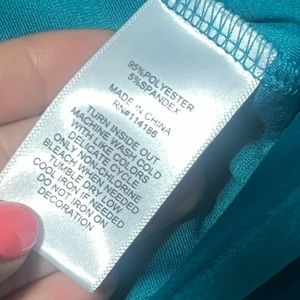 95%POLYESTER
5%SPANDEX
MADE IN CHINA
RN#114186
TURN INSIDE OUT
MACHINE WASH COLD
WITH LIKE COLORS
DELICATE CYCLE
ONLY NON-CHLORINE
BLEACH WHEN NEEDED
TUMBLE DRY LOW
COOL IRON IF NEEDED
DO NOT IRON ON
DECORATION